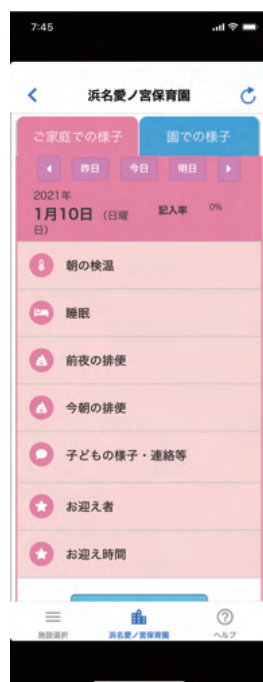 7:45
浜名愛ノ宮保育園
ご家庭での様子
園での様子
昨日
今日
明日
2021年
1月10日 (日曜
日)
記入率 0%
朝の検温
睡眠
前夜の排便
今朝の排便
子どもの様子・連絡等
お迎え者
お迎え時間
施設選択
浜名愛ノ宮保育園
ヘルプ